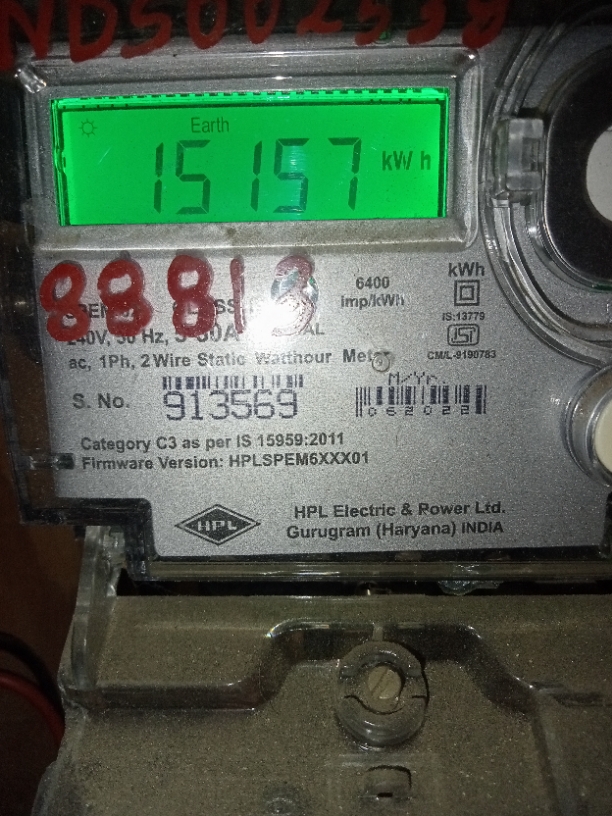 NDS002539
Earth
15157 kWh
88813
6400
imp/kWh
kWh
IS:13779
CM/L-9190783
240V, 50 Hz,
ac, 1Ph, 2 Wire Static Watthour Meter
S. No.
913569
M/Yr.
062022
Category C3 as per IS 15959:2011
Firmware Version: HPLSPEM6XXX01
HPL
HPL Electric & Power Ltd.
Gurugram (Haryana) INDIA